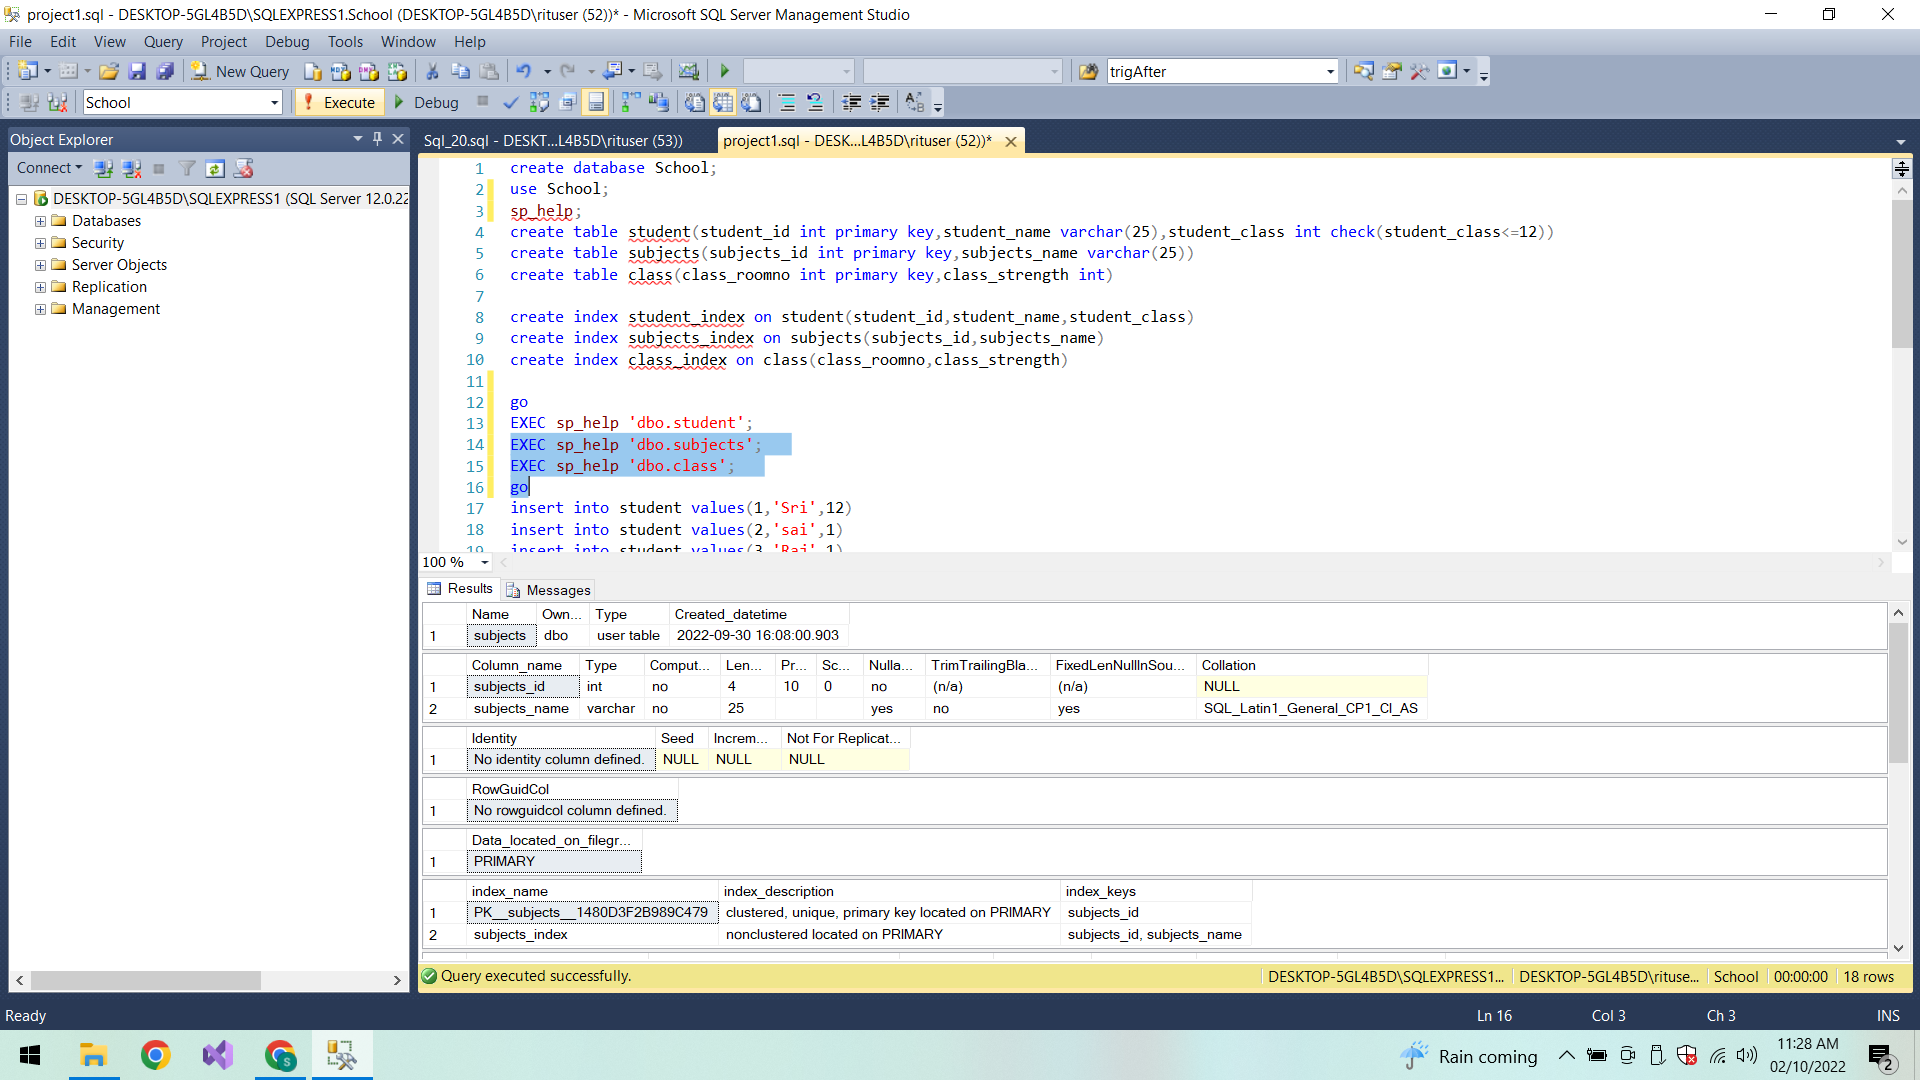 project1.sql - DESKTOP-5GL4B5D\SQLEXPRESS1.School (DESKTOP-5GL4B5D\rituser (52))* - Microsoft SQL Server Management Studio
File Edit View Query Project Debug Tools Window Help
New Query trigAfter
School Execute Debug
Object Explorer
Connect
DESKTOP-5GL4B5D\SQLEXPRESS1 (SQL Server 12.0.22
Databases
Security
Server Objects
Replication
Management
Sql_20.sql - DESKT...L4B5D\rituser (53)) project1.sql - DESK...L4B5D\rituser (52))*
1 create database School;
2 use School;
3 sp_help;
4 create table student(student_id int primary key,student_name varchar(25),student_class int check(student_class<=12))
5 create table subjects(subjects_id int primary key,subjects_name varchar(25))
6 create table class(class_roomno int primary key,class_strength int)
7
8 create index student_index on student(student_id,student_name,student_class)
9 create index subjects_index on subjects(subjects_id,subjects_name)
10 create index class_index on class(class_roomno,class_strength)
11
12 go
13 EXEC sp_help 'dbo.student';
14 EXEC sp_help 'dbo.subjects';
15 EXEC sp_help 'dbo.class';
16 go
17 insert into student values(1,'Sri',12)
18 insert into student values(2,'sai',1)
19 insert into student values(3,'Raj',1)
100 %
Results Messages
Name Own... Type Created_datetime
1 subjects dbo user table 2022-09-30 16:08:00.903
Column_name Type Comput... Len... Pr... Sc... Nulla... TrimTrailingBla... FixedLenNullInSou... Collation
1 subjects_id int no 4 10 0 no (n/a) (n/a) NULL
2 subjects_name varchar no 25 yes no yes SQL_Latin1_General_CP1_CI_AS
Identity Seed Increm... Not For Replicat...
1 No identity column defined. NULL NULL NULL
RowGuidCol
1 No rowguidcol column defined.
Data_located_on_filegr...
1 PRIMARY
index_name index_description index_keys
1 PK__subjects__1480D3F2B989C479 clustered, unique, primary key located on PRIMARY subjects_id
2 subjects_index nonclustered located on PRIMARY subjects_id, subjects_name
Query executed successfully. DESKTOP-5GL4B5D\SQLEXPRESS1... DESKTOP-5GL4B5D\rituse... School 00:00:00 18 rows
Ready Ln 16 Col 3 Ch 3 INS
Rain coming 11:28 AM
02/10/2022
2